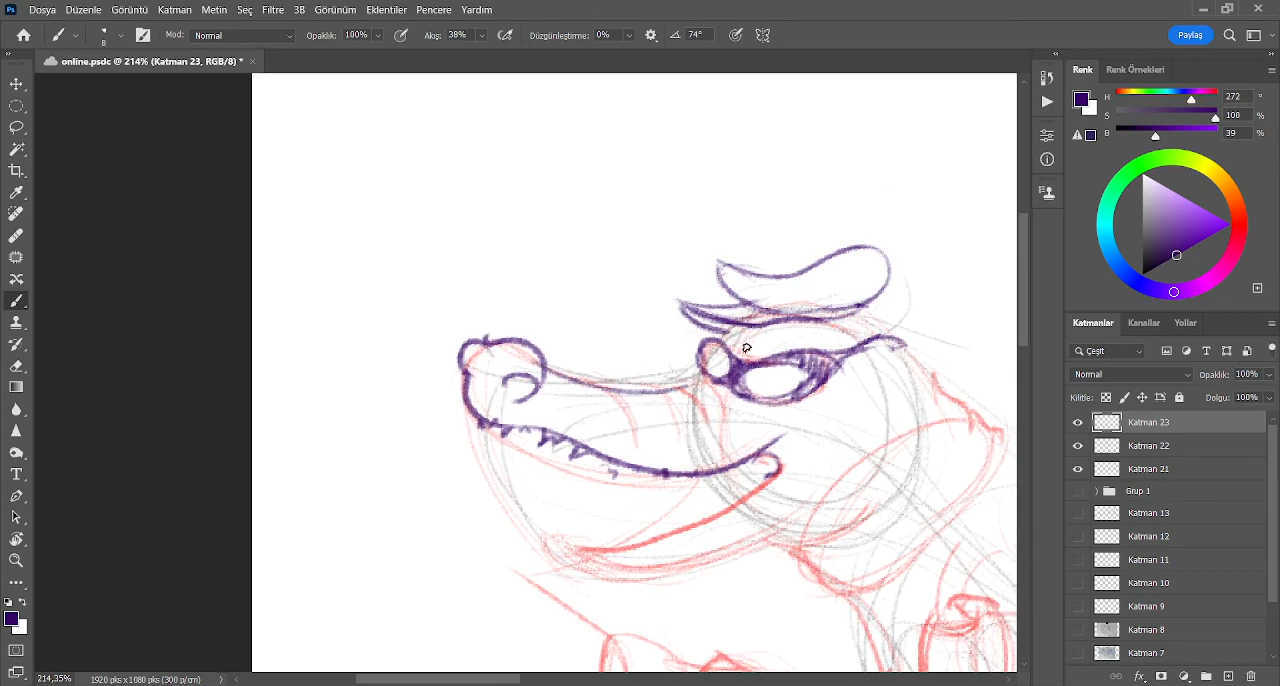 Ps Dosya Düzenle Görüntü Katman Metin Seç Filtre 3B Görünüm Eklentiler Pencere Yardım
8 Mod: Normal Opaklık: 100% Akış: 38% Düzgünleştirme: 0% 74° Paylaş
online.psdc @ 214% (Katman 23, RGB/8) *
Renk Renk Örnekleri
H 272 °
S 100 %
B 39 %
Katmanlar Kanallar Yollar
Çeşit
Normal Opaklık: 100%
Kilitle: Dolgu: 100%
Katman 23
Katman 22
Katman 21
Grup 1
Katman 13
Katman 12
Katman 11
Katman 10
Katman 9
Katman 8
Katman 7
fx
214,35% 1920 pks x 1080 pks (300 p/cm)